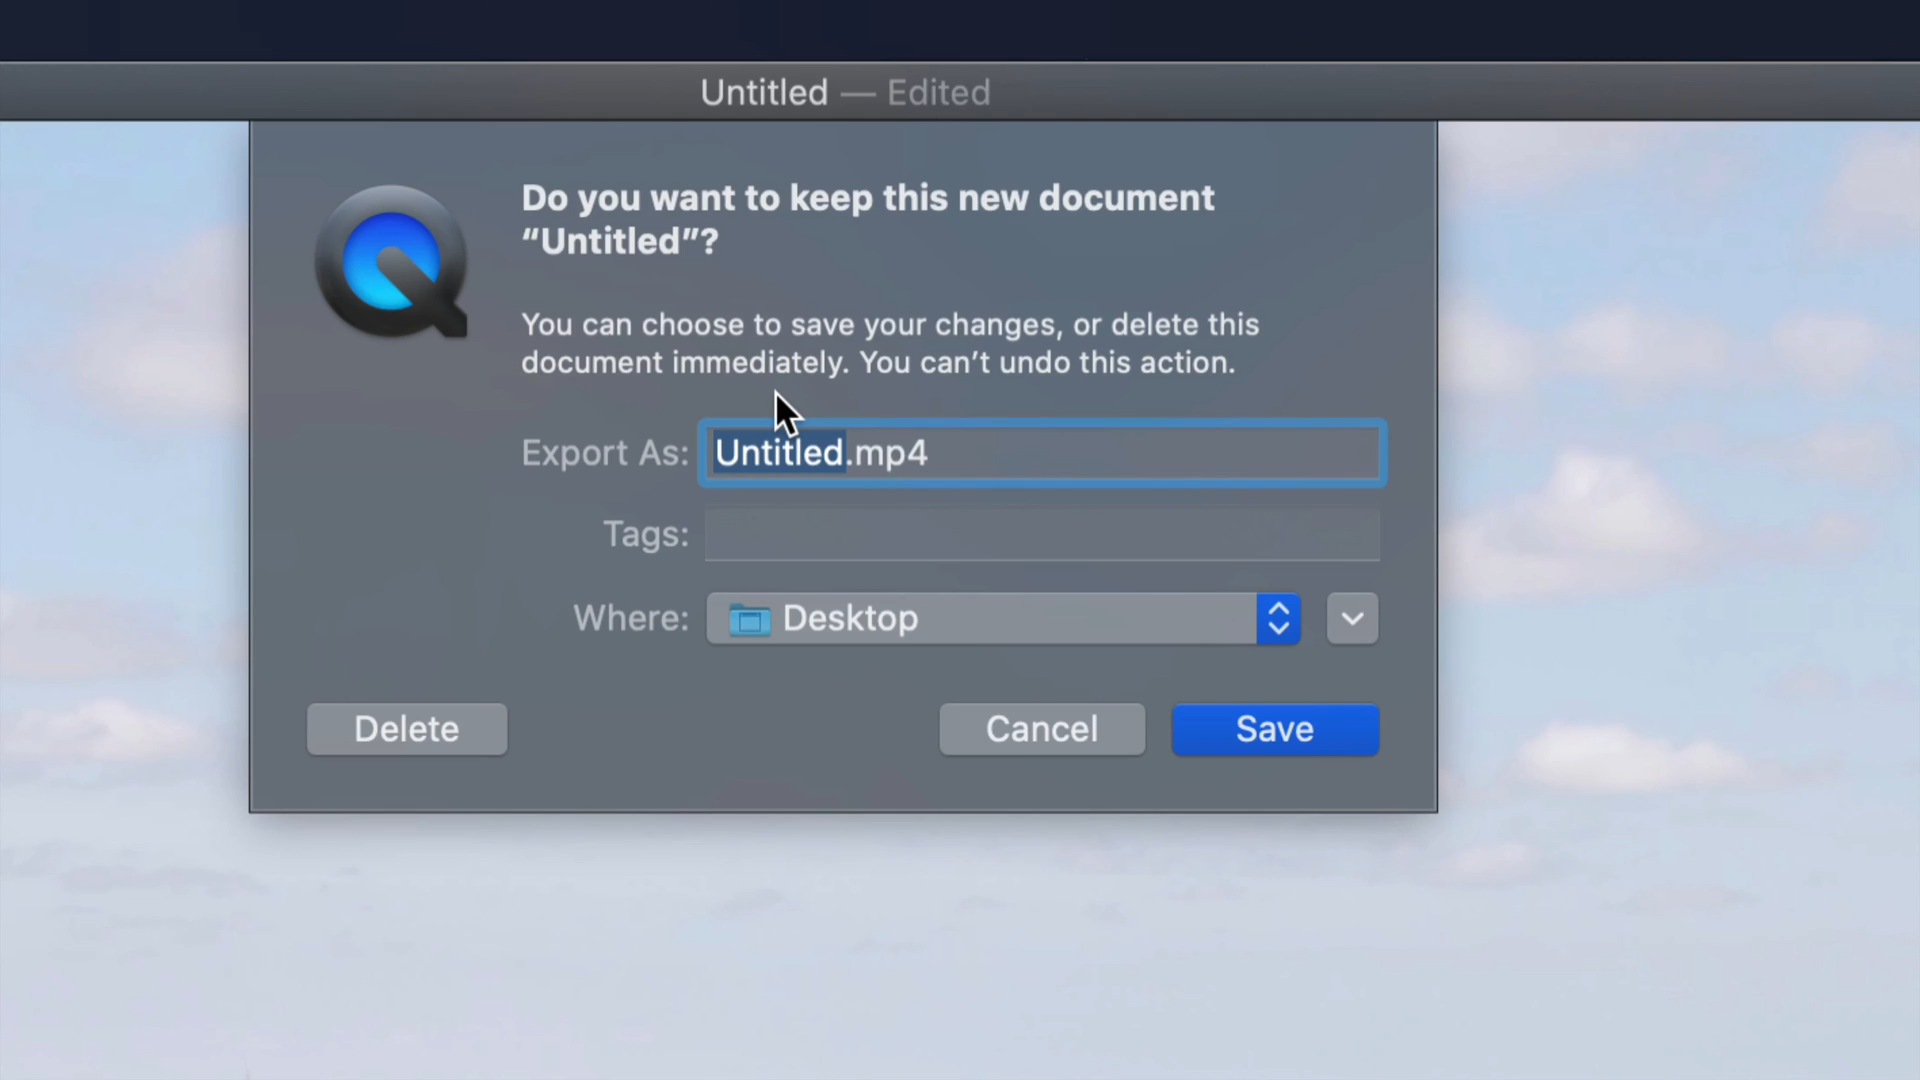 Untitled — Edited
Do you want to keep this new document
“Untitled”?
You can choose to save your changes, or delete this
document immediately. You can’t undo this action.
Export As: Untitled.mp4
Tags:
Where: Desktop
Delete Cancel Save